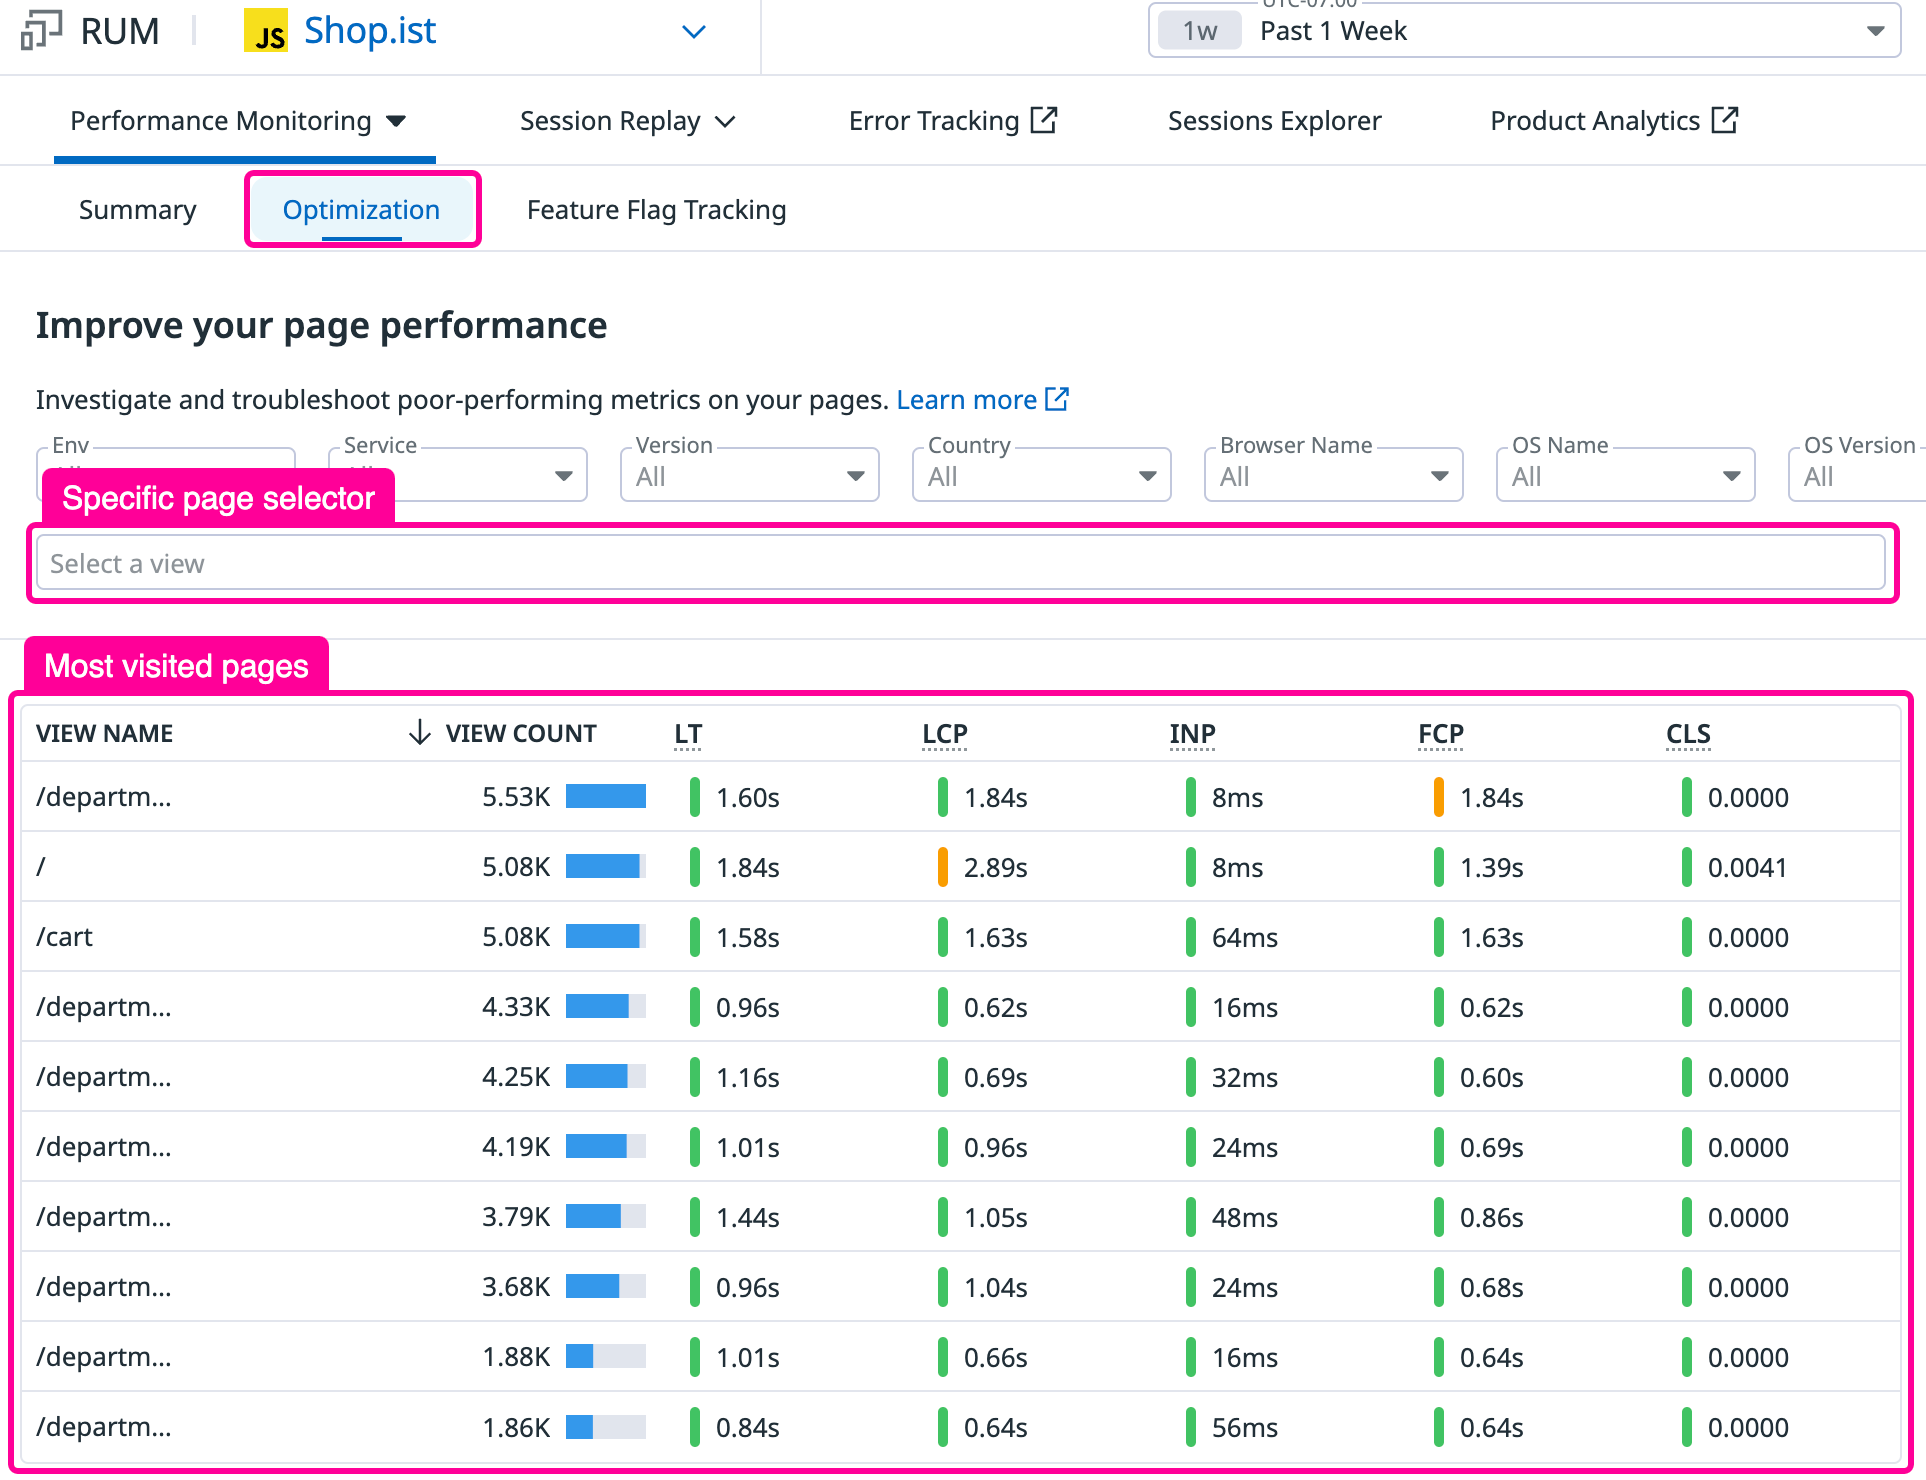 RUM
JS Shop.ist
UTC-07:00
1w Past 1 Week
Performance Monitoring
Session Replay
Error Tracking
Sessions Explorer
Product Analytics
Summary
Optimization
Feature Flag Tracking
Improve your page performance
Investigate and troubleshoot poor-performing metrics on your pages. Learn more
Env
Service
Version
All
Country
All
Browser Name
All
OS Name
All
OS Version
All
Specific page selector
Select a view
Most visited pages
VIEW NAME VIEW COUNT LT LCP INP FCP CLS
/departm... 5.53K 1.60s 1.84s 8ms 1.84s 0.0000
/ 5.08K 1.84s 2.89s 8ms 1.39s 0.0041
/cart 5.08K 1.58s 1.63s 64ms 1.63s 0.0000
/departm... 4.33K 0.96s 0.62s 16ms 0.62s 0.0000
/departm... 4.25K 1.16s 0.69s 32ms 0.60s 0.0000
/departm... 4.19K 1.01s 0.96s 24ms 0.69s 0.0000
/departm... 3.79K 1.44s 1.05s 48ms 0.86s 0.0000
/departm... 3.68K 0.96s 1.04s 24ms 0.68s 0.0000
/departm... 1.88K 1.01s 0.66s 16ms 0.64s 0.0000
/departm... 1.86K 0.84s 0.64s 56ms 0.64s 0.0000